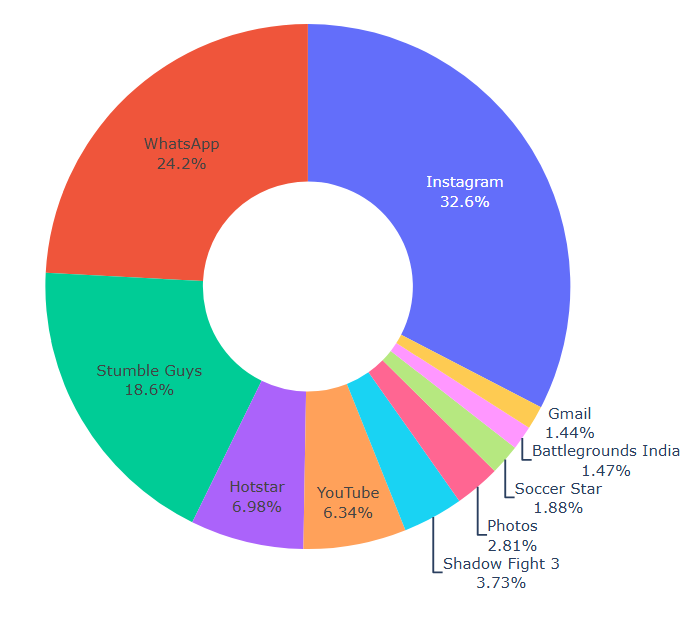 WhatsApp
24.2%
Instagram
32.6%
Stumble Guys
18.6%
Gmail
1.44%
Battlegrounds India
1.47%
Hotstar
6.98%
YouTube
6.34%
Soccer Star
1.88%
Photos
2.81%
Shadow Fight 3
3.73%